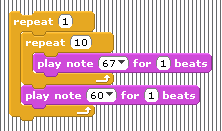 repeat 1
repeat 10
play note 67 for 1 beats
play note 60 for 1 beats